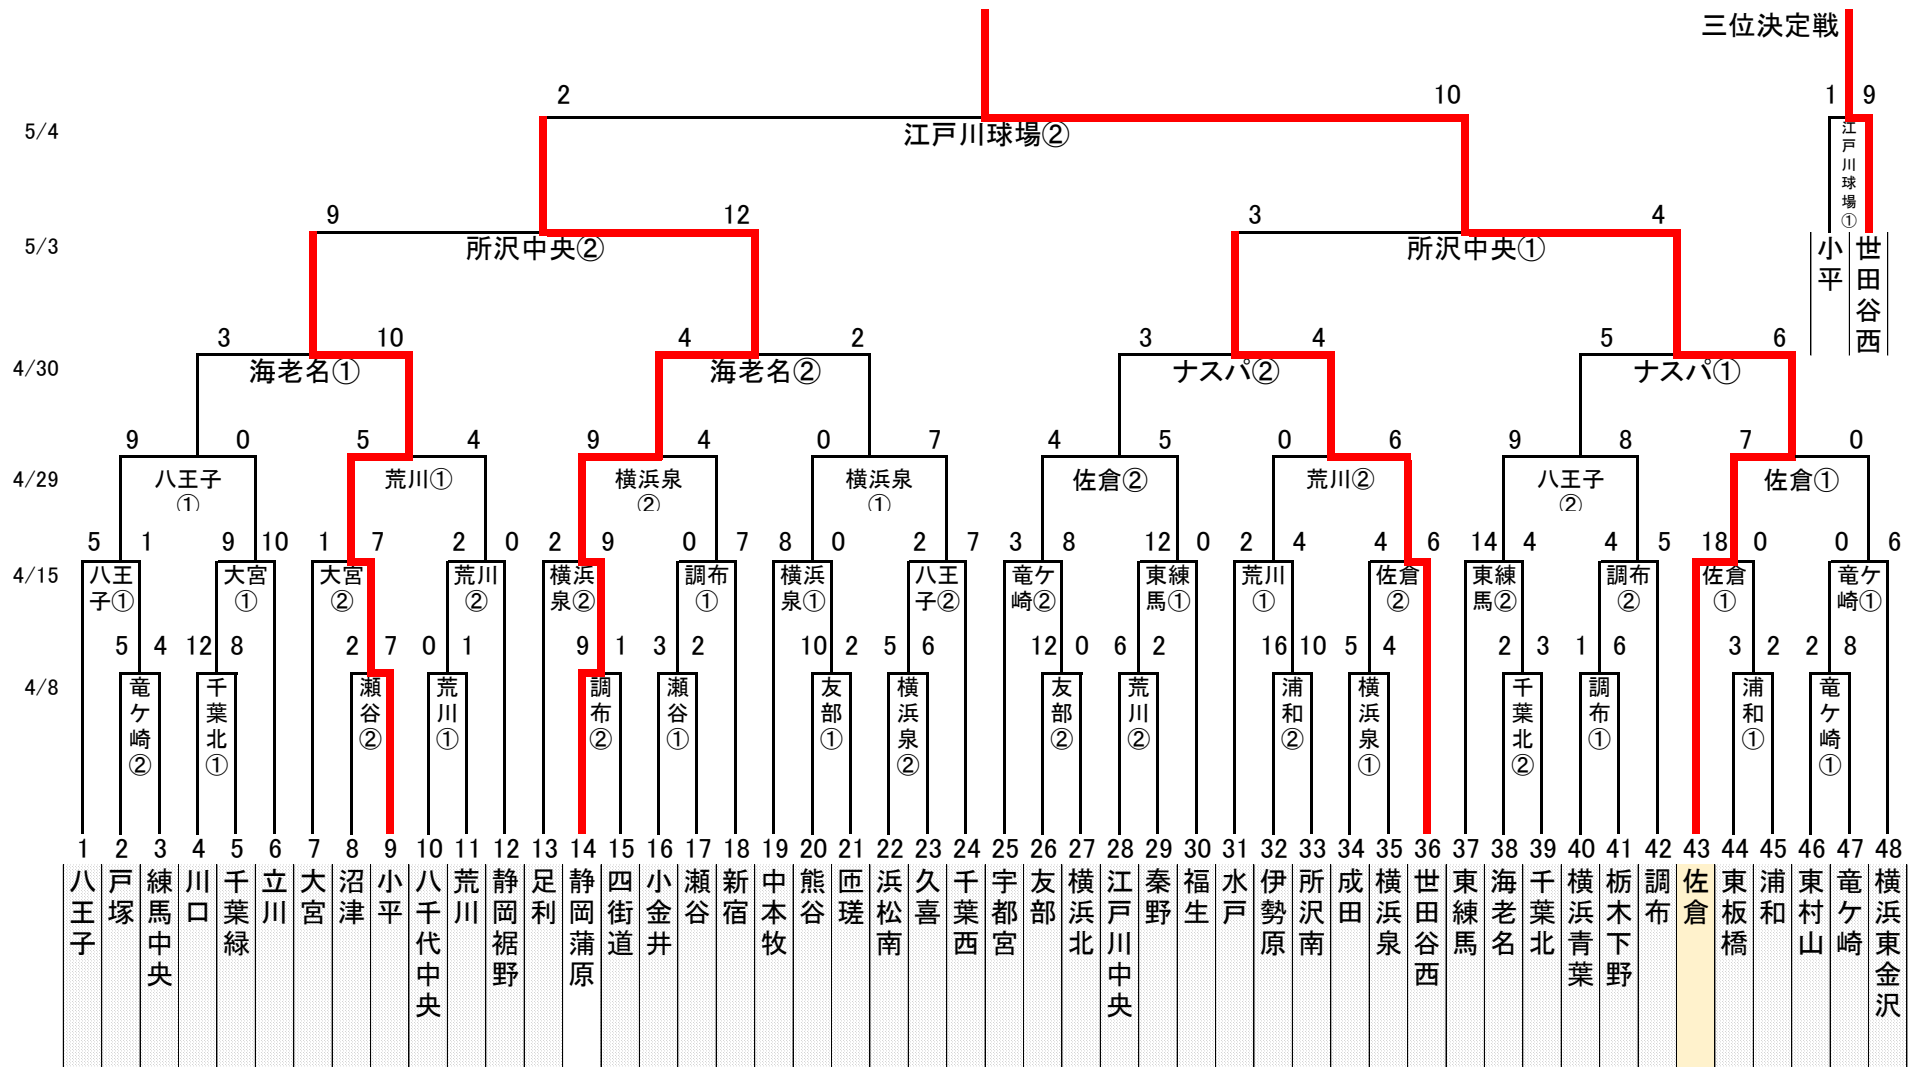 三位決定戦
2 10 1 9
5/4
江戸川球場②
江戸川球場①
9 12 3 4
5/3
所沢中央② 所沢中央①
小平 世田谷西
3 10 4 2 3 4 5 6
4/30
海老名① 海老名② ナスパ② ナスパ①
9 0 5 4 9 4 0 7 4 5 0 6 9 8 7 0
4/29
八王子① 荒川① 横浜泉② 横浜泉① 佐倉② 荒川② 八王子② 佐倉①
5 1 9 10 1 7 2 0 2 9 0 7 8 0 2 7 3 8 12 0 2 4 4 6 14 4 4 5 18 0 0 6
4/15
八王子① 大宮① 大宮② 荒川② 横浜泉② 調布① 横浜泉① 八王子② 竜ケ崎② 東練馬① 荒川① 佐倉② 東練馬② 調布② 佐倉① 竜ケ崎①
5 4 12 8 2 7 0 1 9 1 3 2 10 2 5 6 12 0 6 2 16 10 5 4 2 3 1 6 3 2 2 8
4/8
竜ケ崎② 千葉北① 瀬谷② 荒川① 調布② 瀬谷① 友部① 横浜泉② 友部② 荒川② 浦和② 横浜泉① 千葉北② 調布① 浦和① 竜ケ崎①
1 2 3 4 5 6 7 8 9 10 11 12 13 14 15 16 17 18 19 20 21 22 23 24 25 26 27 28 29 30 31 32 33 34 35 36 37 38 39 40 41 42 43 44 45 46 47 48
八王子
戸塚
練馬中央
川口
千葉緑
立川
大宮
沼津
小平
八千代中央
荒川
静岡裾野
足利
静岡蒲原
四街道
小金井
瀬谷
新宿
中本牧
熊谷
匝瑳
浜松南
久喜
千葉西
宇都宮
友部
横浜北
江戸川中央
秦野
福生
水戸
伊勢原
所沢南
成田
横浜泉
世田谷西
東練馬
海老名
千葉北
横浜青葉
栃木下野
調布
佐倉
東板橋
浦和
東村山
竜ケ崎
横浜東金沢